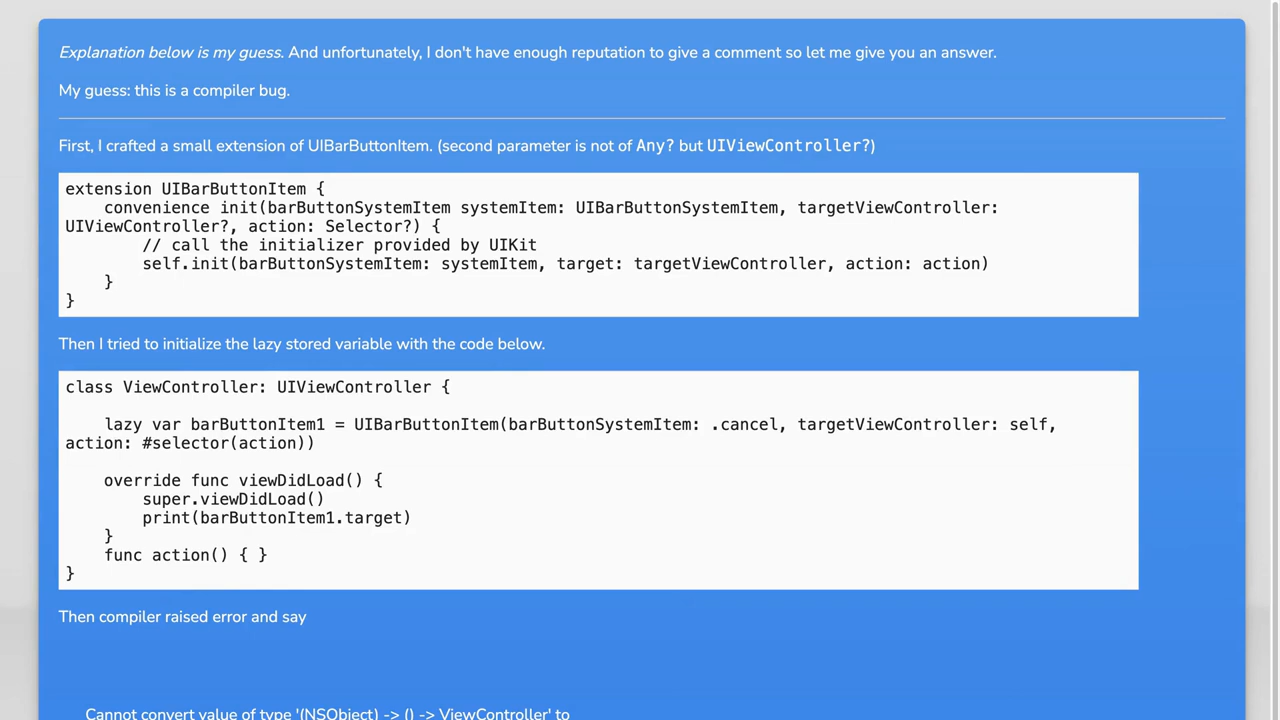 Explanation below is my guess. And unfortunately, I don't have enough reputation to give a comment so let me give you an answer.
My guess: this is a compiler bug.
First, I crafted a small extension of UIBarButtonItem. (second parameter is not of Any? but UIViewController?)
extension UIBarButtonItem {
    convenience init(barButtonSystemItem systemItem: UIBarButtonSystemItem, targetViewController:
UIViewController?, action: Selector?) {
        // call the initializer provided by UIKit
        self.init(barButtonSystemItem: systemItem, target: targetViewController, action: action)
    }
}
Then I tried to initialize the lazy stored variable with the code below.
class ViewController: UIViewController {
    lazy var barButtonItem1 = UIBarButtonItem(barButtonSystemItem: .cancel, targetViewController: self,
action: #selector(action))
    override func viewDidLoad() {
        super.viewDidLoad()
        print(barButtonItem1.target)
    }
    func action() { }
}
Then compiler raised error and say
Cannot convert value of type '(NSObject) -> () -> ViewController' to